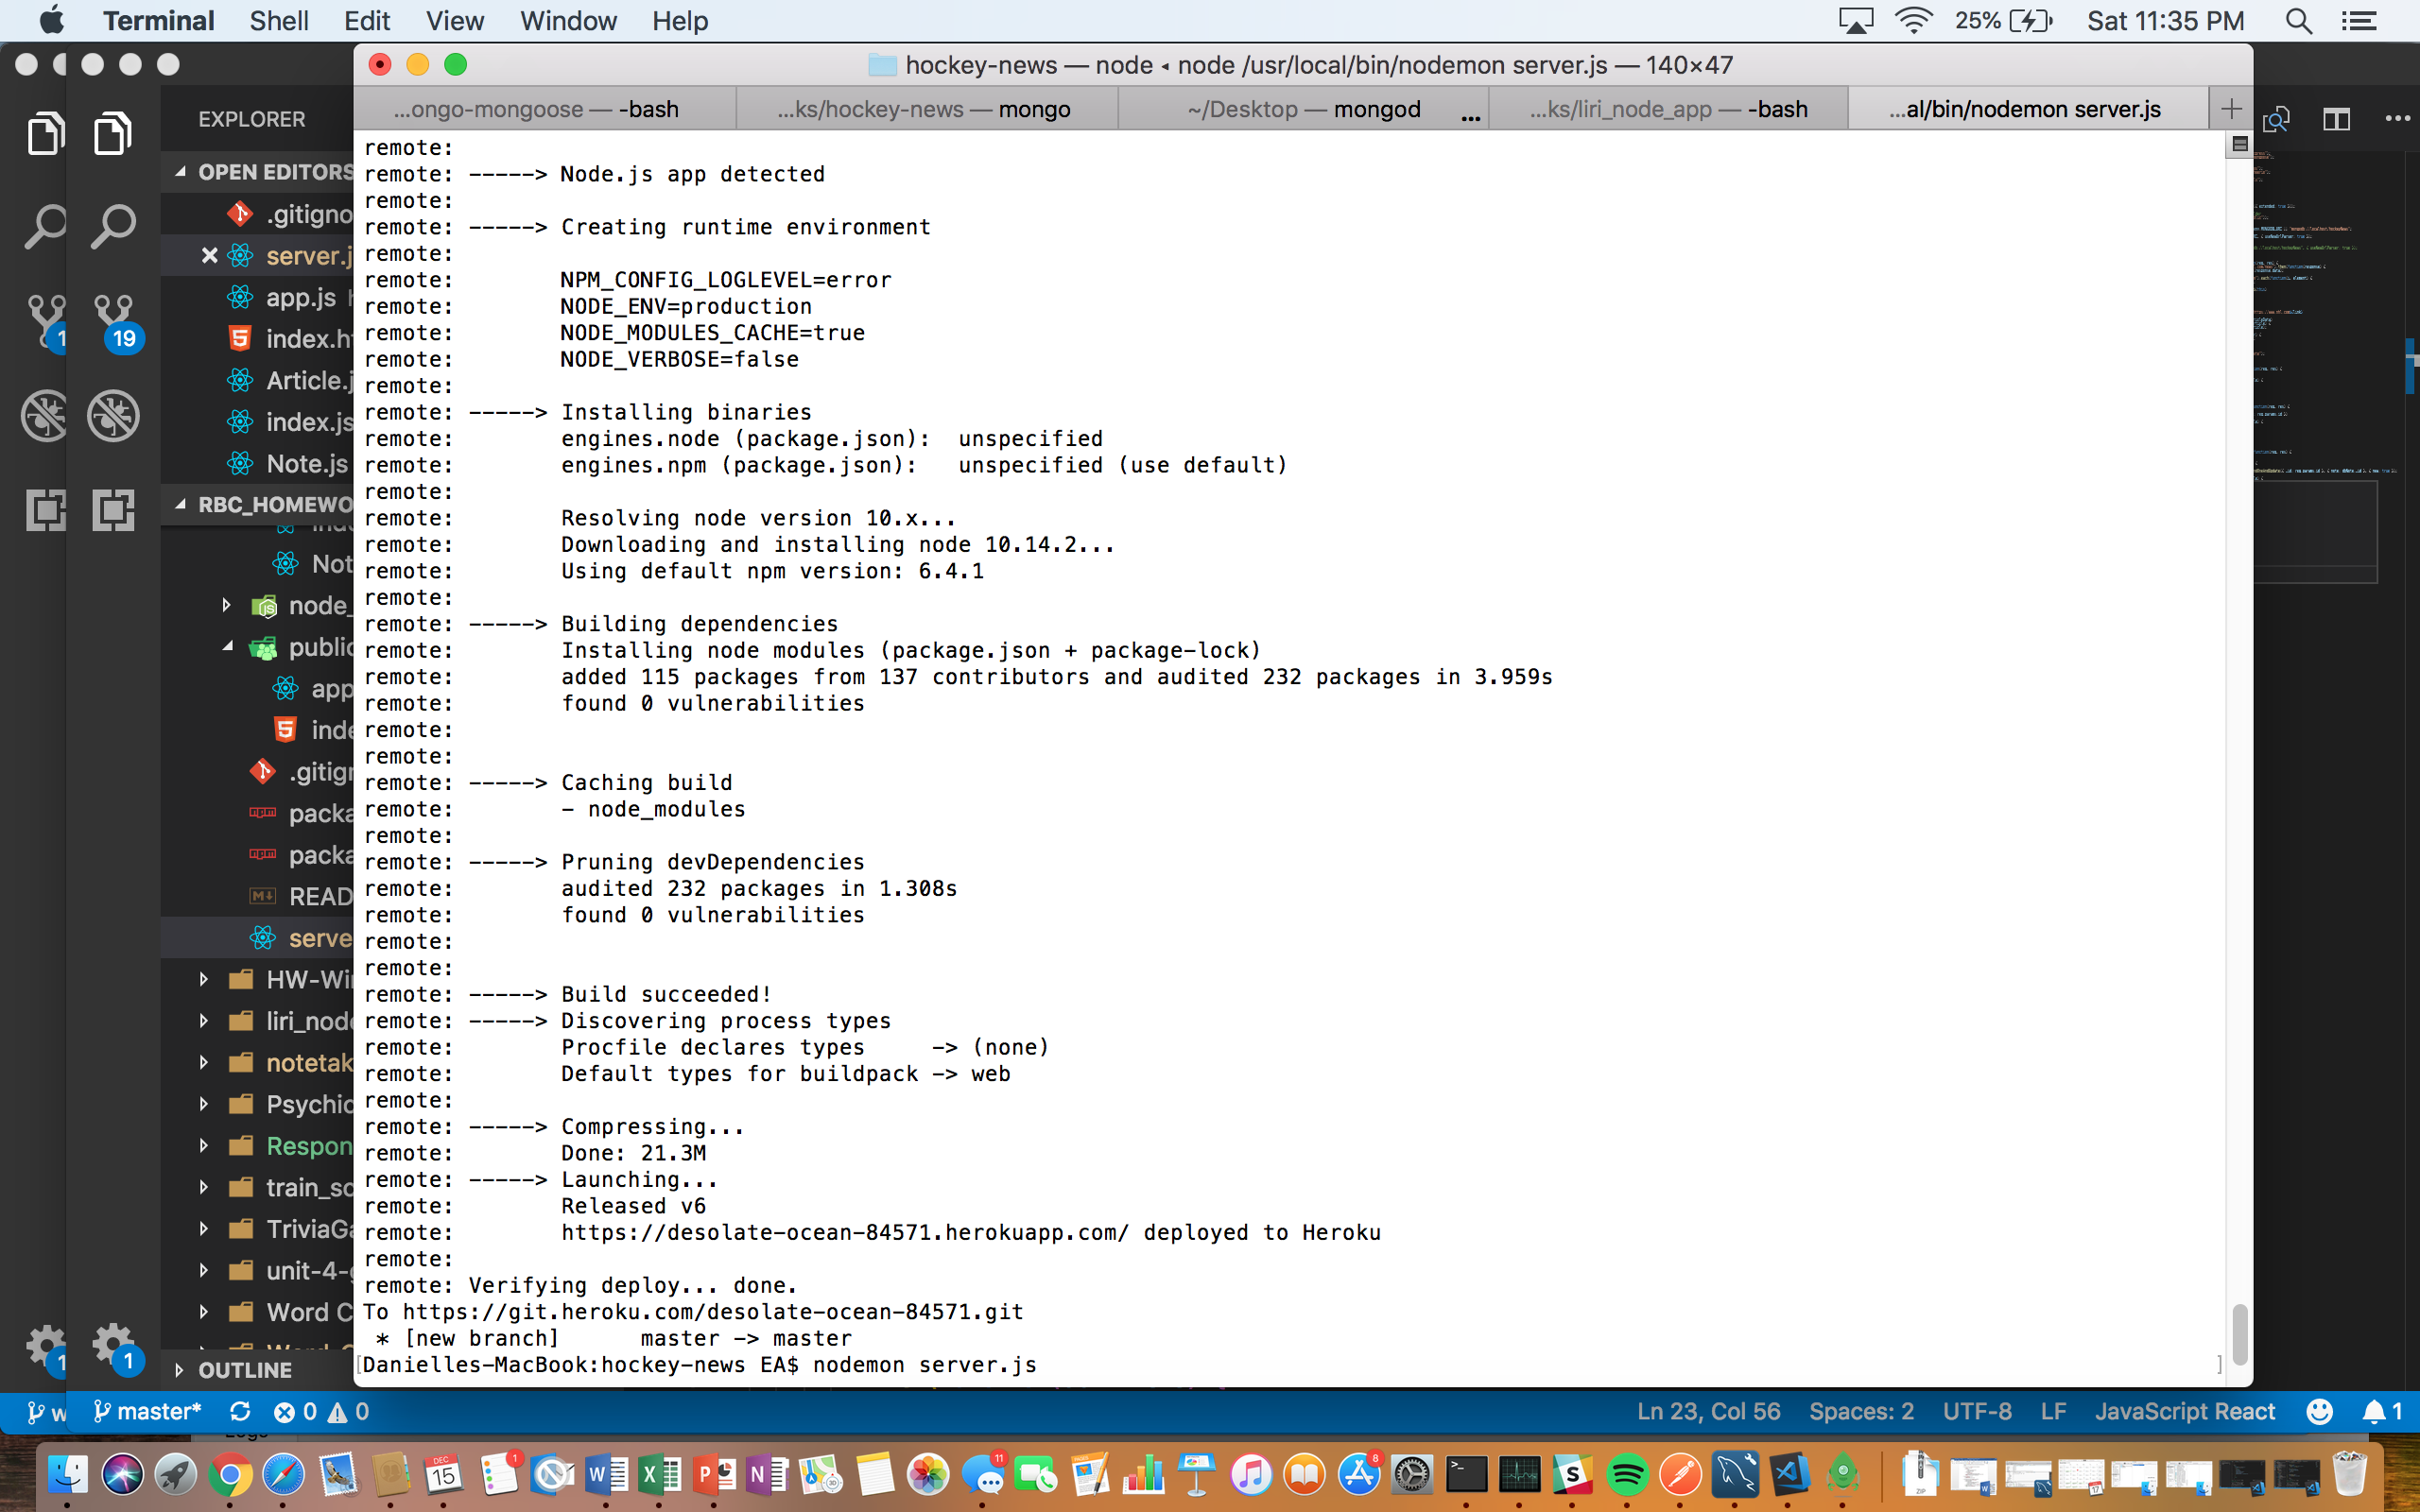 Terminal Shell Edit View Window Help 25% Sat 11:35 PM
hockey-news — node ◂ node /usr/local/bin/nodemon server.js — 140×47
...ongo-mongoose — -bash ...ks/hockey-news — mongo ~/Desktop — mongod ... ...ks/liri_node_app — -bash ...al/bin/nodemon server.js
EXPLORER
OPEN EDITORS
.gitigno
server.j
app.js
index.h
Article.j
index.js
Note.js
RBC_HOMEWO
Not
node_
public
app
inde
.gitigr
packa
packa
READ
serve
HW-Wi
liri_nod
notetak
Psychic
Respon
train_sc
TriviaGa
unit-4-g
Word C
OUTLINE
19
1
remote:
remote: -----> Node.js app detected
remote:
remote: -----> Creating runtime environment
remote:
remote:        NPM_CONFIG_LOGLEVEL=error
remote:        NODE_ENV=production
remote:        NODE_MODULES_CACHE=true
remote:        NODE_VERBOSE=false
remote:
remote: -----> Installing binaries
remote:        engines.node (package.json):  unspecified
remote:        engines.npm (package.json):   unspecified (use default)
remote:
remote:        Resolving node version 10.x...
remote:        Downloading and installing node 10.14.2...
remote:        Using default npm version: 6.4.1
remote:
remote: -----> Building dependencies
remote:        Installing node modules (package.json + package-lock)
remote:        added 115 packages from 137 contributors and audited 232 packages in 3.959s
remote:        found 0 vulnerabilities
remote:
remote:
remote: -----> Caching build
remote:        - node_modules
remote:
remote: -----> Pruning devDependencies
remote:        audited 232 packages in 1.308s
remote:        found 0 vulnerabilities
remote:
remote:
remote: -----> Build succeeded!
remote: -----> Discovering process types
remote:        Procfile declares types     -> (none)
remote:        Default types for buildpack -> web
remote:
remote: -----> Compressing...
remote:        Done: 21.3M
remote: -----> Launching...
remote:        Released v6
remote:        https://desolate-ocean-84571.herokuapp.com/ deployed to Heroku
remote:
remote: Verifying deploy... done.
To https://git.heroku.com/desolate-ocean-84571.git
 * [new branch]      master -> master
[Danielles-MacBook:hockey-news EA$ nodemon server.js ]
w master* 0 0 Ln 23, Col 56 Spaces: 2 UTF-8 LF JavaScript React 1
DEC
15
1
11
8
17